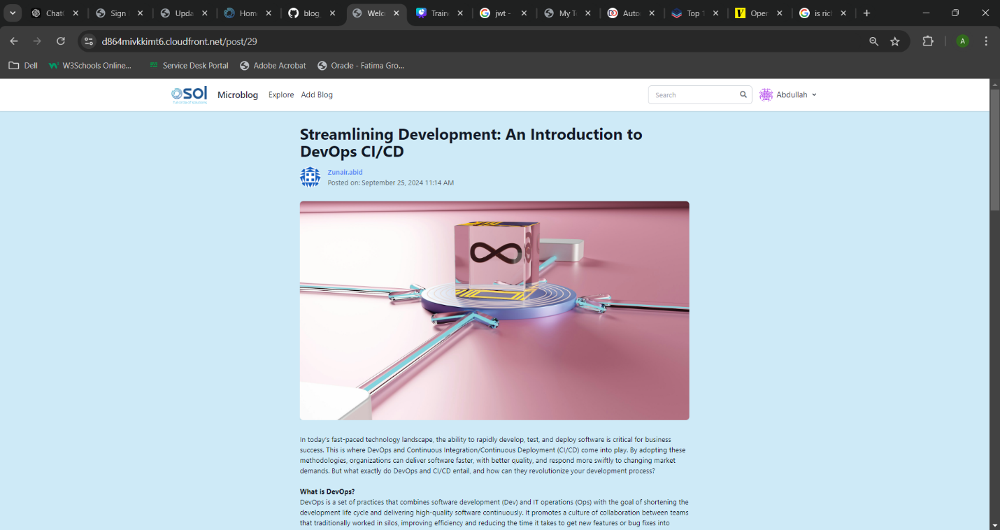 ChatG
Sign
Upda
Home
blog_
Welco
Traini
jwt -
My T
Auto
Top 1
Oper
is rich
d864mivkkimt6.cloudfront.net/post/29
A
Dell
W3Schools Online...
Service Desk Portal
Adobe Acrobat
Oracle - Fatima Gro...
sol
Microblog
Explore
Add Blog
Search
Abdullah
Streamlining Development: An Introduction to
DevOps CI/CD
Zunair.abid
Posted on: September 25, 2024 11:14 AM
In today's fast-paced technology landscape, the ability to rapidly develop, test, and deploy software is critical for business
success. This is where DevOps and Continuous Integration/Continuous Deployment (CI/CD) come into play. By adopting these
methodologies, organizations can deliver software faster, with better quality, and respond more swiftly to changing market
demands. But what exactly do DevOps and CI/CD entail, and how can they revolutionize your development process?
What is DevOps?
DevOps is a set of practices that combines software development (Dev) and IT operations (Ops) with the goal of shortening the
development life cycle and delivering high-quality software continuously. It promotes a culture of collaboration between teams
that traditionally worked in silos, improving efficiency and reducing the time it takes to get new features or bug fixes into